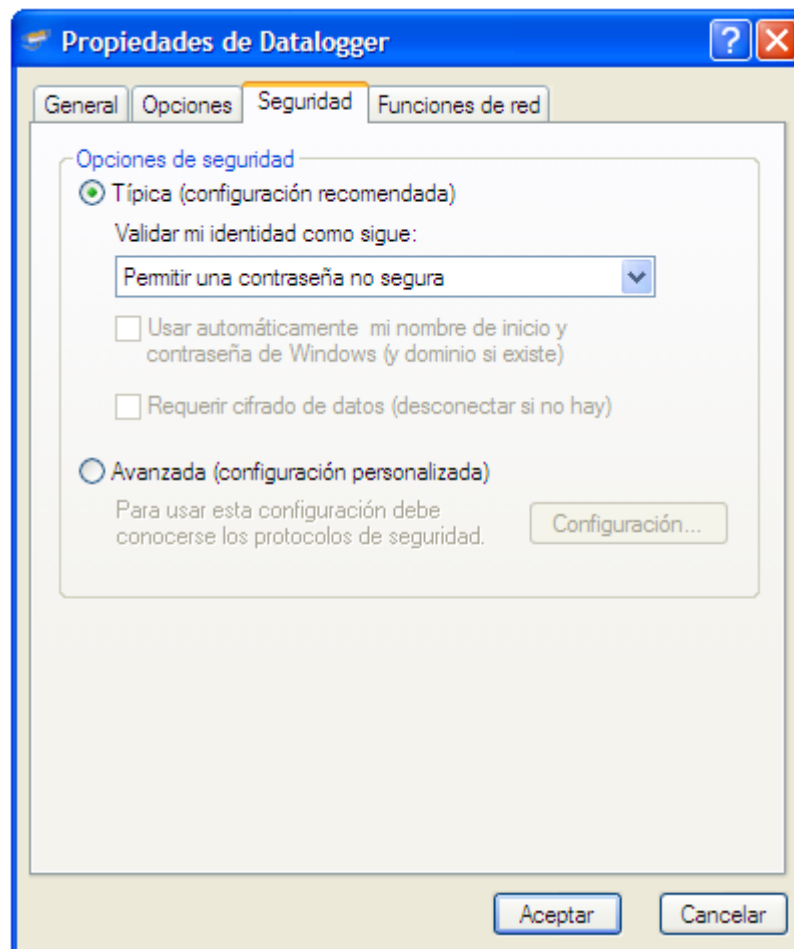 Propiedades de Datalogger
General Opciones Seguridad Funciones de red
Opciones de seguridad
Típica (configuración recomendada)
Validar mi identidad como sigue:
Permitir una contraseña no segura
Usar automáticamente mi nombre de inicio y
contraseña de Windows (y dominio si existe)
Requerir cifrado de datos (desconectar si no hay)
Avanzada (configuración personalizada)
Para usar esta configuración debe
conocerse los protocolos de seguridad.
Configuración...
Aceptar Cancelar